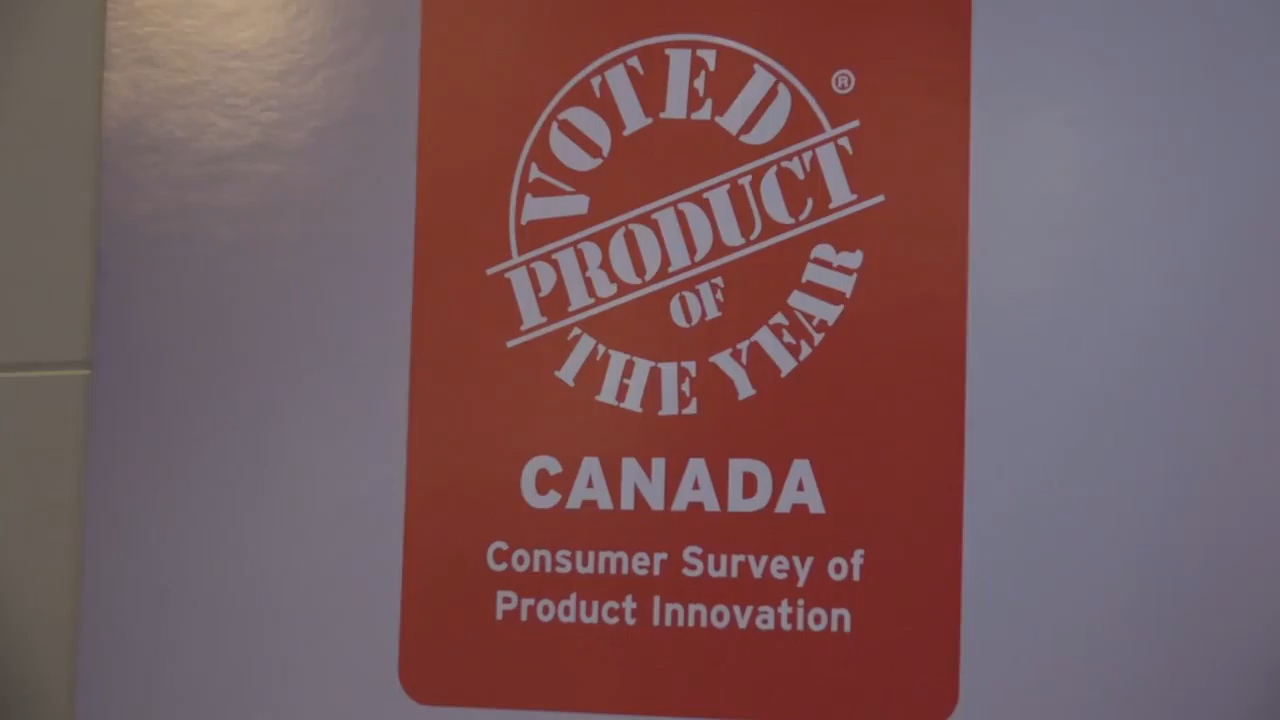 VOTED
®
PRODUCT
OF
THE YEAR
CANADA
Consumer Survey of
Product Innovation